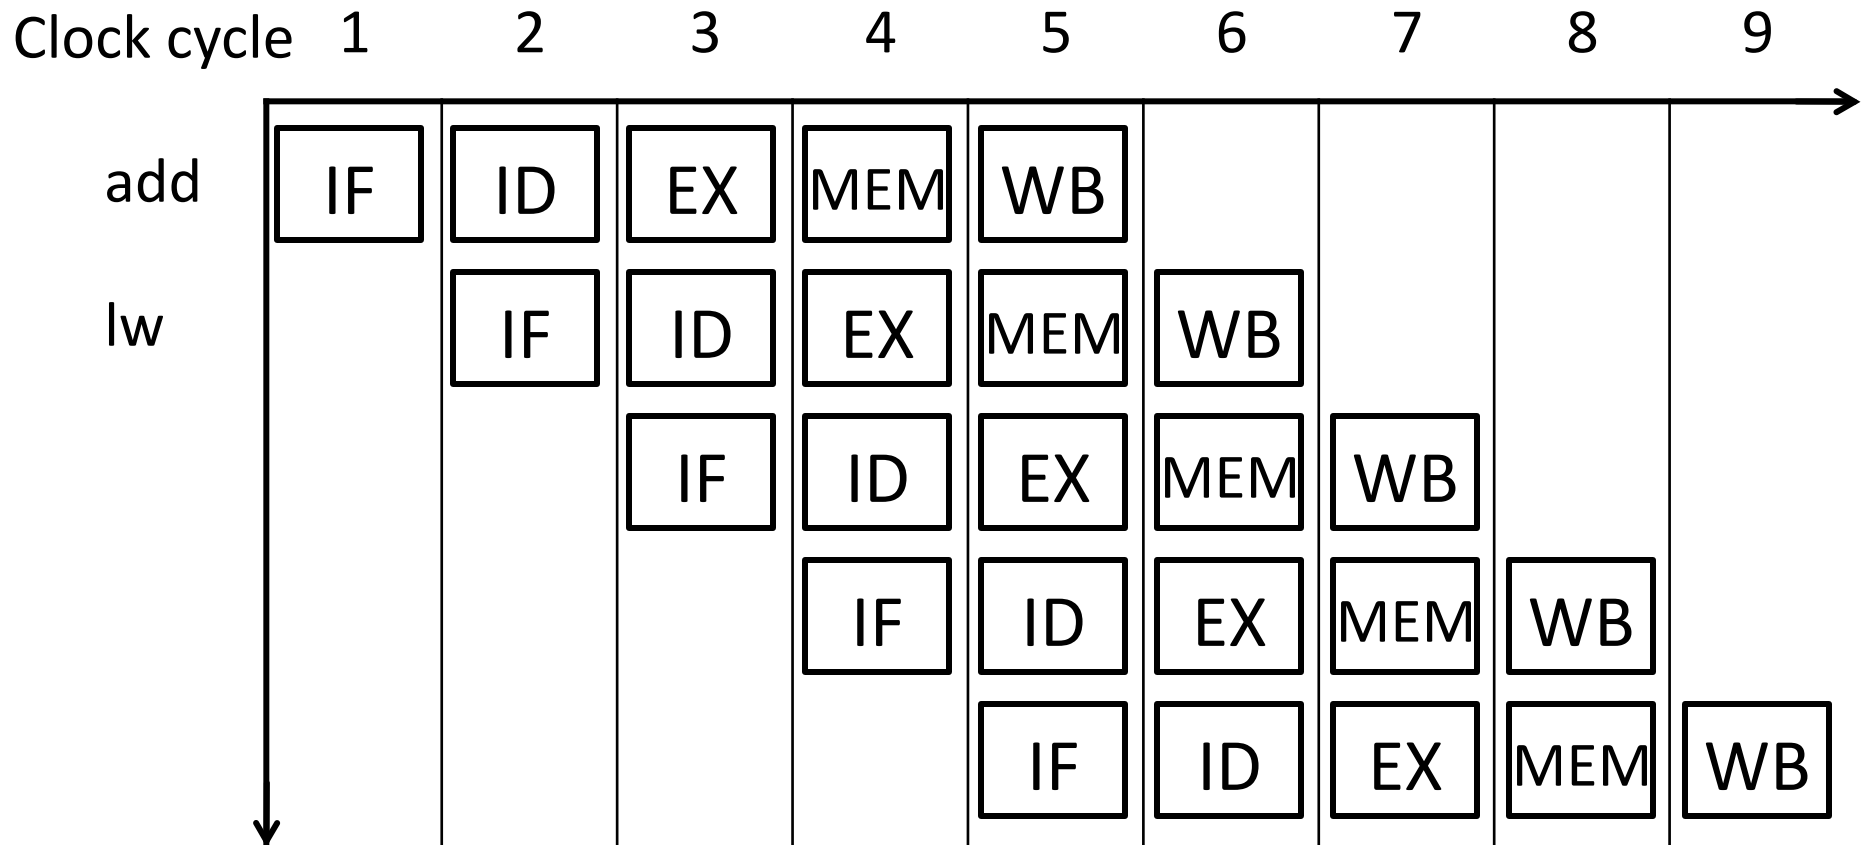 Clock cycle 1 2 3 4 5 6 7 8 9
add IF ID EX MEM WB
lw IF ID EX MEM WB
IF ID EX MEM WB
IF ID EX MEM WB
IF ID EX MEM WB